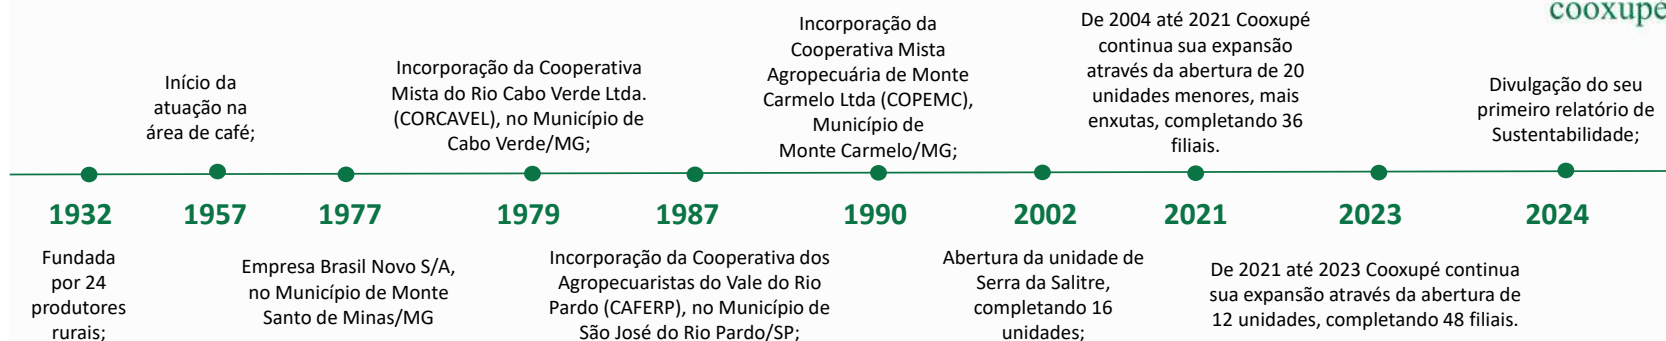 cooxupé
Início da
atuação na
área de café;
Incorporação da Cooperativa
Mista do Rio Cabo Verde Ltda.
(CORCAVEL), no Município de
Cabo Verde/MG;
Incorporação da
Cooperativa Mista
Agropecuária de Monte
Carmelo Ltda (COPEMC),
Município de
Monte Carmelo/MG;
De 2004 até 2021 Cooxupé
continua sua expansão
através da abertura de 20
unidades menores, mais
enxutas, completando 36
filiais.
Divulgação do seu
primeiro relatório de
Sustentabilidade;
1932 1957 1977 1979 1987 1990 2002 2021 2023 2024
Fundada
por 24
produtores
rurais;
Empresa Brasil Novo S/A,
no Município de Monte
Santo de Minas/MG
Incorporação da Cooperativa dos
Agropecuaristas do Vale do Rio
Pardo (CAFERP), no Município de
São José do Rio Pardo/SP;
Abertura da unidade de
Serra da Salitre,
completando 16
unidades;
De 2021 até 2023 Cooxupé continua
sua expansão através da abertura de
12 unidades, completando 48 filiais.